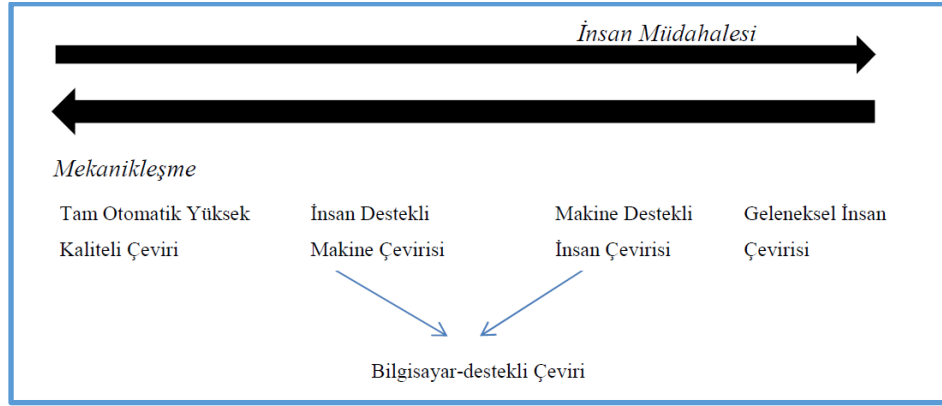 İnsan Müdahalesi
Mekanikleşme
Tam Otomatik Yüksek
Kaliteli Çeviri
İnsan Destekli
Makine Çevirisi
Makine Destekli
İnsan Çevirisi
Geleneksel İnsan
Çevirisi
Bilgisayar-destekli Çeviri